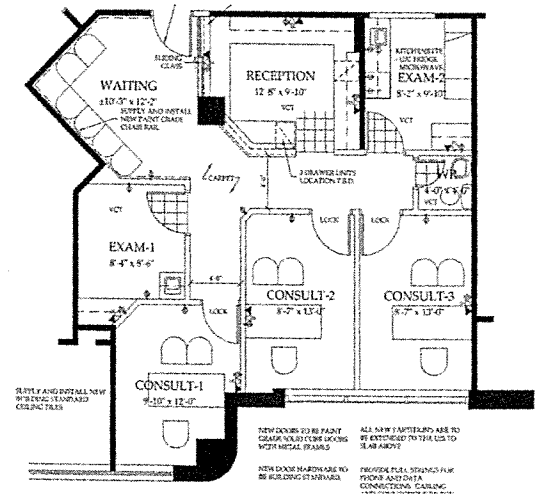 SLIDING
GLASS
WAITING
±10'-3" x 12'-2"
SUPPLY AND INSTALL
NEW PAINT GRADE
CHAIR RAIL
RECEPTION
12'-8" x 9'-10"
VCT
KITCHENETTE
U/C FRIDGE
MICROWAVE
EXAM-2
8'-2" x 9'-10"
VCT
CARPET
3 DRAWER UNITS
LOCATION T.B.D.
WR
VCT
VCT
EXAM-1
8'-4" x 8'-6"
LOCK
LOCK
LOCK
CONSULT-2
8'-7" x 13'-0"
CONSULT-3
8'-7" x 13'-0"
CONSULT-1
9'-10" x 12'-0"
SUPPLY AND INSTALL NEW
BUILDING STANDARD
CEILING TILES
NEW DOORS TO BE PAINT
GRADE SOLID CORE DOORS
WITH METAL FRAMES
NEW DOOR HARDWARE TO
BE BUILDING STANDARD
ALL NEW PARTITIONS ARE TO
BE EXTENDED TO THE U/S TO
SLAB ABOVE
PROVIDE PULL STRINGS FOR
PHONE AND DATA
CONNECTIONS. CABLING